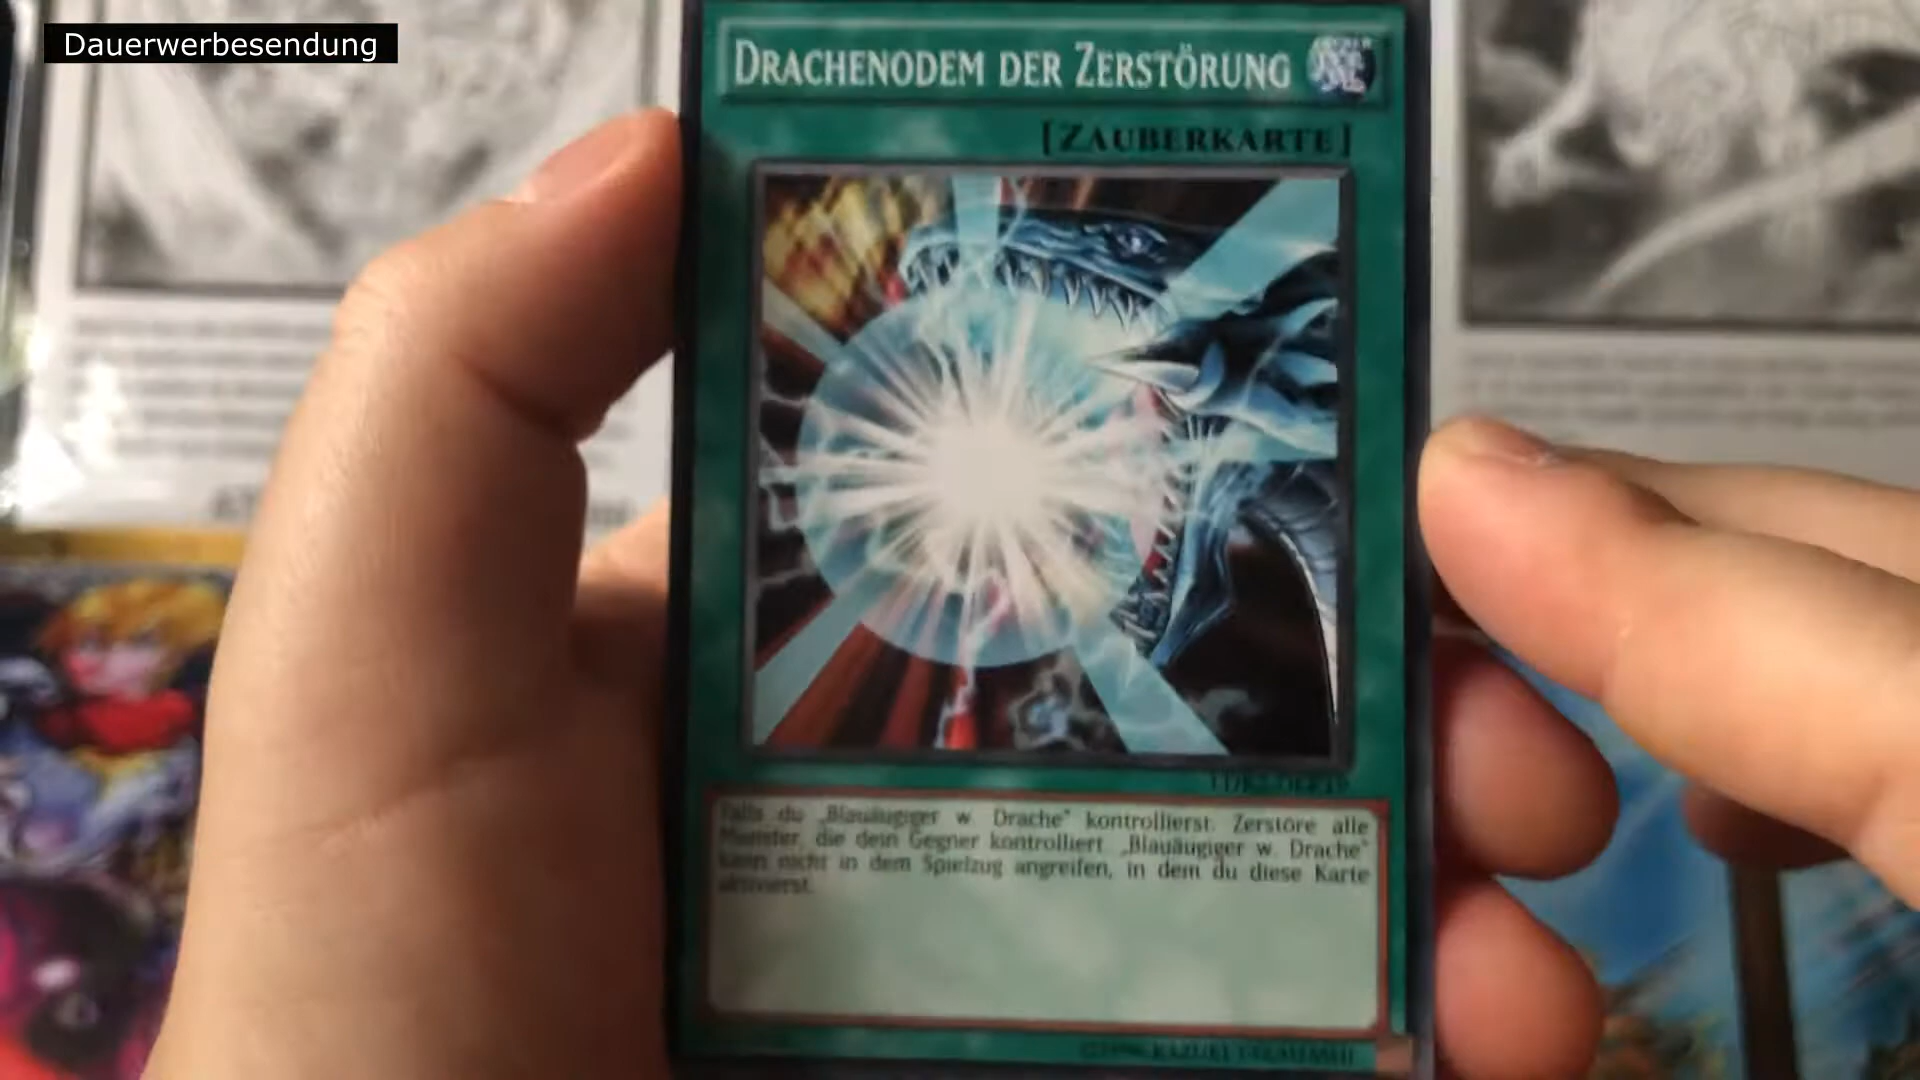 Dauerwerbesendung
DRACHENODEM DER ZERSTÖRUNG
[ZAUBERKARTE]
Falls du „Blauäugiger w. Drache" kontrollierst: Zerstöre alle
Monster, die dein Gegner kontrolliert. „Blauäugiger w. Drache"
kann nicht in dem Spielzug angreifen, in dem du diese Karte
aktivierst.